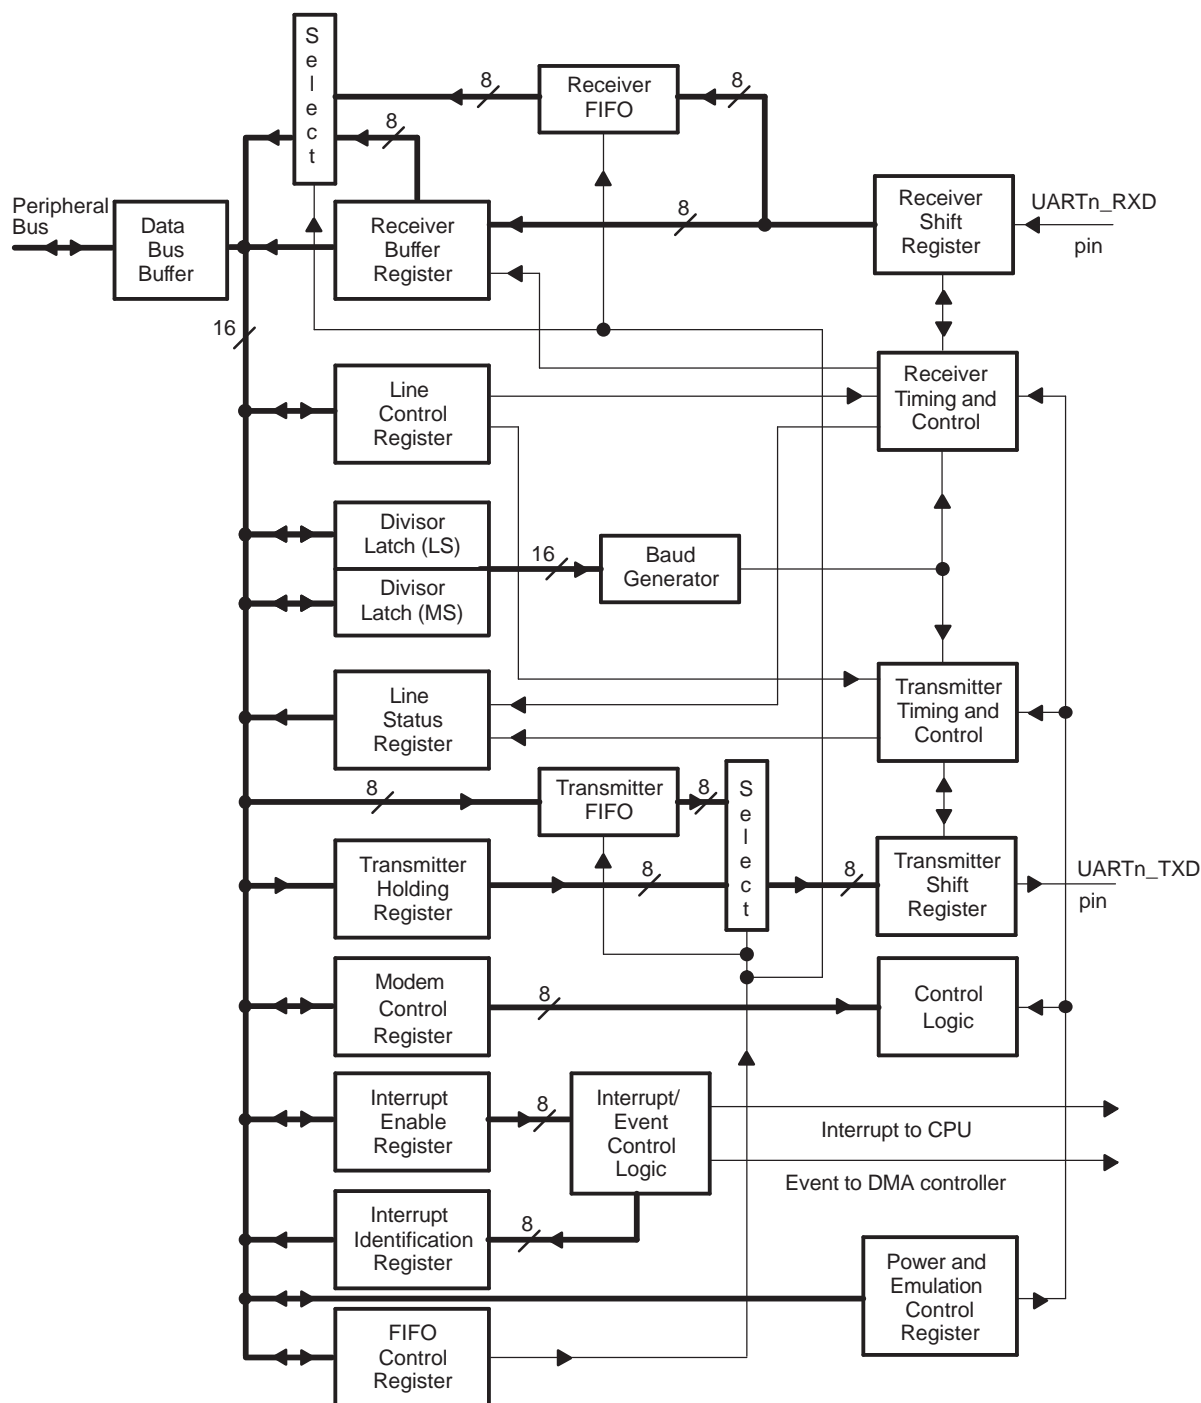 S
e
l
e
c
t
8
Receiver
FIFO
8
8
Peripheral
Bus
Data
Bus
Buffer
Receiver
Buffer
Register
8
Receiver
Shift
Register
UARTn_RXD
pin
16
Line
Control
Register
Receiver
Timing and
Control
Divisor
Latch (LS)
16
Baud
Generator
Divisor
Latch (MS)
Line
Status
Register
Transmitter
Timing and
Control
8
Transmitter
FIFO
8
S
e
l
e
c
t
Transmitter
Holding
Register
8
8
Transmitter
Shift
Register
UARTn_TXD
pin
Modem
Control
Register
8
Control
Logic
Interrupt
Enable
Register
8
Interrupt/
Event
Control
Logic
Interrupt to CPU
Event to DMA controller
Interrupt
Identification
Register
8
Power and
Emulation
Control
Register
FIFO
Control
Register